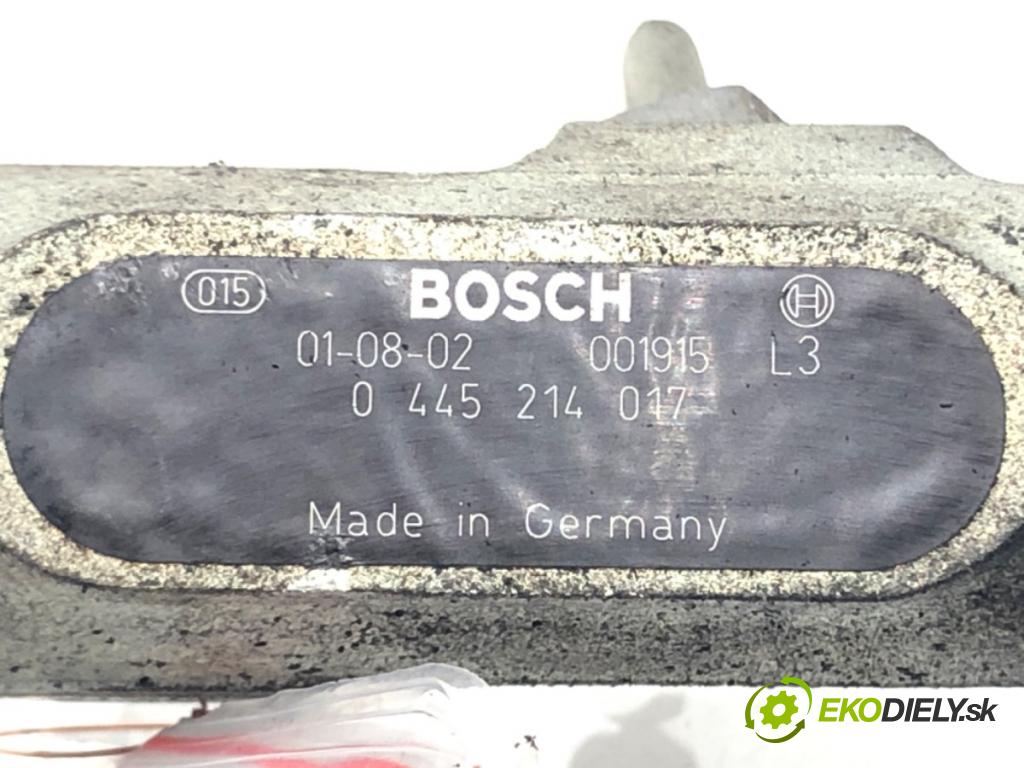 015 BOSCH
01-08-02 001915 L3
0 445 214 017
Made in Germany
EKODIELY.sk